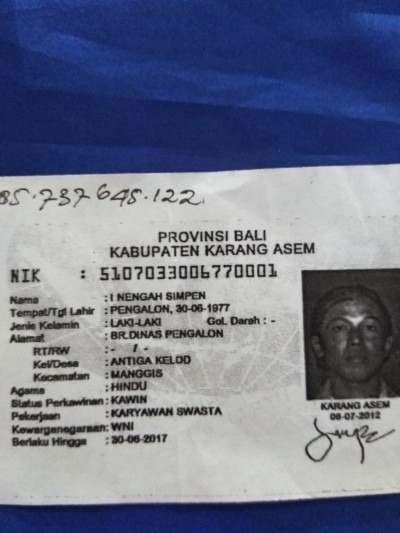 85.737645.122
PROVINSI BALI
KABUPATEN KARANG ASEM
NIK : 5107033006770001
Nama : I NENGAH SIMPEN
Tempat/Tgl Lahir : PENGALON, 30-06-1977
Jenis Kelamin : LAKI-LAKI Gol. Darah : -
Alamat : BR.DINAS PENGALON
RT/RW : - / -
Kel/Desa : ANTIGA KELOD
Kecamatan : MANGGIS
Agama : HINDU
Status Perkawinan : KAWIN
Pekerjaan : KARYAWAN SWASTA
Kewarganegaraan : WNI
Berlaku Hingga : 30-06-2017
KARANG ASEM
08-07-2012